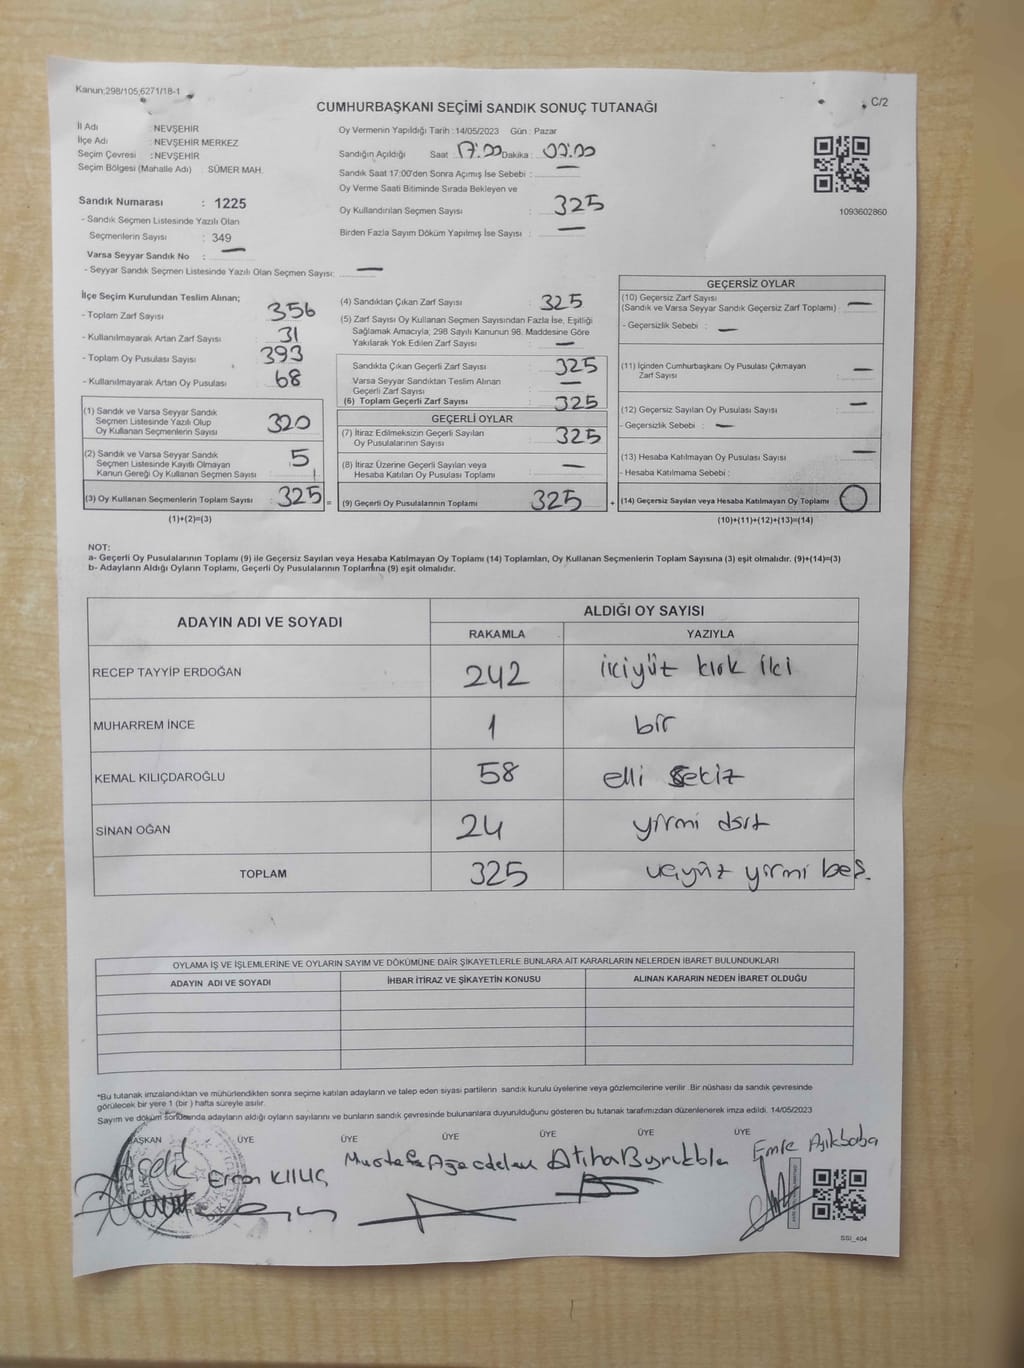 Kanun:298/105,6271/18-1
C/2
CUMHURBAŞKANI SEÇİMİ SANDIK SONUÇ TUTANAĞI
İl Adı : NEVŞEHİR
İlçe Adı : NEVŞEHİR MERKEZ
Seçim Çevresi : NEVŞEHİR
Seçim Bölgesi (Mahalle Adı) : SÜMER MAH.
Sandık Numarası : 1225
- Sandık Seçmen Listesinde Yazılı Olan
Seçmenlerin Sayısı : 349
Varsa Seyyar Sandık No : —
- Seyyar Sandık Seçmen Listesinde Yazılı Olan Seçmen Sayısı: —
Oy Vermenin Yapıldığı Tarih : 14/05/2023 Gün : Pazar
Sandığın Açıldığı Saat 17:00 Dakika : 00:00
Sandık Saat 17:00'den Sonra Açımış İse Sebebi : —
Oy Verme Saati Bitiminde Sırada Bekleyen ve
Oy Kullandırılan Seçmen Sayısı : 325
Birden Fazla Sayım Döküm Yapılmış İse Sayısı : —
1093602860
İlçe Seçim Kurulundan Teslim Alınan;
- Toplam Zarf Sayısı : 356
- Kullanılmayarak Artan Zarf Sayısı : 31
- Toplam Oy Pusulası Sayısı : 393
- Kullanılmayarak Artan Oy Pusulası : 68
(1) Sandık ve Varsa Seyyar Sandık
Seçmen Listesinde Yazılı Olup
Oy Kullanan Seçmenlerin Sayısı : 320
(2) Sandık ve Varsa Seyyar Sandık
Seçmen Listesinde Kayıtlı Olmayan
Kanun Gereği Oy Kullanan Seçmen Sayısı : 5
(3) Oy Kullanan Seçmenlerin Toplam Sayısı : 325 =
(1)+(2)=(3)
(4) Sandıktan Çıkan Zarf Sayısı : 325
(5) Zarf Sayısı Oy Kullanan Seçmen Sayısından Fazla İse, Eşitliği
Sağlamak Amacıyla; 298 Sayılı Kanunun 98. Maddesine Göre
Yakılarak Yok Edilen Zarf Sayısı : —
Sandıkta Çıkan Geçerli Zarf Sayısı : 325
Varsa Seyyar Sandıktan Teslim Alınan
Geçerli Zarf Sayısı : —
(6) Toplam Geçerli Zarf Sayısı : 325
GEÇERLİ OYLAR
(7) İtiraz Edilmeksizin Geçerli Sayılan
Oy Pusulalarının Sayısı : 325
(8) İtiraz Üzerine Geçerli Sayılan veya
Hesaba Katılan Oy Pusulası Toplamı : —
(9) Geçerli Oy Pusulalarının Toplamı : 325 +
GEÇERSİZ OYLAR
(10) Geçersiz Zarf Sayısı
(Sandık ve Varsa Seyyar Sandık Geçersiz Zarf Toplamı) : —
- Geçersizlik Sebebi : —
(11) İçinden Cumhurbaşkanı Oy Pusulası Çıkmayan
Zarf Sayısı : —
(12) Geçersiz Sayılan Oy Pusulası Sayısı : —
- Geçersizlik Sebebi : —
(13) Hesaba Katılmayan Oy Pusulası Sayısı : —
- Hesaba Katılmama Sebebi :
(14) Geçersiz Sayılan veya Hesaba Katılmayan Oy Toplamı : 0
(10)+(11)+(12)+(13)=(14)
NOT:
a- Geçerli Oy Pusulalarının Toplamı (9) ile Geçersiz Sayılan veya Hesaba Katılmayan Oy Toplamı (14) Toplamları, Oy Kullanan Seçmenlerin Toplam Sayısına (3) eşit olmalıdır. (9)+(14)=(3)
b- Adayların Aldığı Oyların Toplamı, Geçerli Oy Pusulalarının Toplamına (9) eşit olmalıdır.
ADAYIN ADI VE SOYADI ALDIĞI OY SAYISI
RAKAMLA YAZIYLA
RECEP TAYYİP ERDOĞAN 242 ikiyüz kırk iki
MUHARREM İNCE 1 bir
KEMAL KILIÇDAROĞLU 58 elli sekiz
SİNAN OĞAN 24 yirmi dört
TOPLAM 325 üçyüz yirmi beş.
OYLAMA İŞ VE İŞLEMLERİNE VE OYLARIN SAYIM VE DÖKÜMÜNE DAİR ŞİKAYETLERLE BUNLARA AİT KARARLARIN NELERDEN İBARET BULUNDUKLARI
ADAYIN ADI VE SOYADI İHBAR İTİRAZ VE ŞİKAYETİN KONUSU ALINAN KARARIN NEDEN İBARET OLDUĞU
*Bu tutanak imzalandıktan ve mühürlendikten sonra seçime katılan adayların ve talep eden siyasi partilerin sandık kurulu üyelerine veya gözlemcilerine verilir .Bir nüshası da sandık çevresinde
görülecek bir yere 1 (bir ) hafta süreyle asılır.
Sayım ve döküm sonucunda adayların aldığı oyların sayılarını ve bunların sandık çevresinde bulunanlara duyurulduğunu gösteren bu tutanak tarafımızdan düzenlenerek imza edildi. 14/05/2023
BAŞKAN ÜYE ÜYE ÜYE ÜYE ÜYE ÜYE
KILIÇ Mustafa Emre Açıkbaba
SSI_404